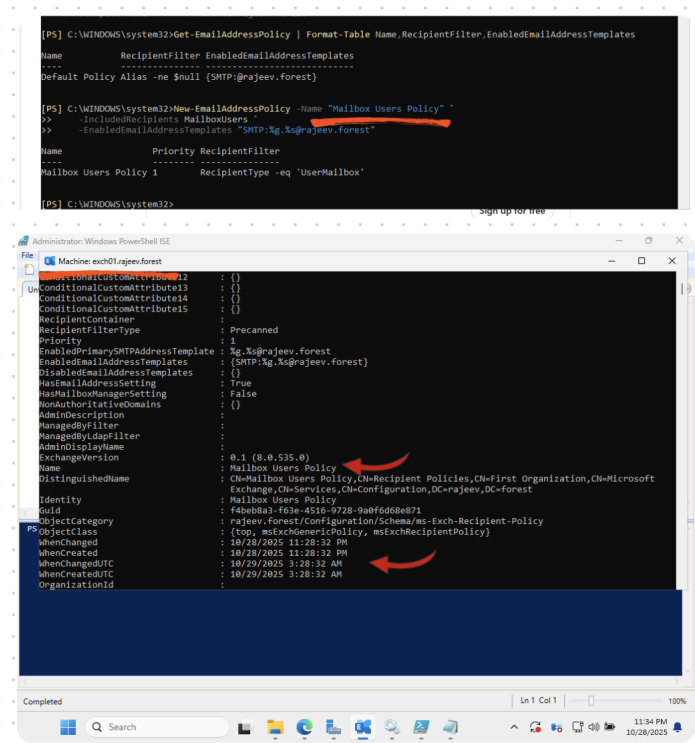 [PS] C:\WINDOWS\system32>Get-EmailAddressPolicy | Format-Table Name,RecipientFilter,EnabledEmailAddressTemplates
Name RecipientFilter EnabledEmailAddressTemplates
---- --------------- ----------------------------
Default Policy Alias -ne $null {SMTP:@rajeev.forest}
[PS] C:\WINDOWS\system32>New-EmailAddressPolicy -Name "Mailbox Users Policy" `
>> -IncludedRecipients MailboxUsers `
>> -EnabledEmailAddressTemplates "SMTP:%g.%s@rajeev.forest"
Name Priority RecipientFilter
---- -------- ---------------
Mailbox Users Policy 1 RecipientType -eq 'UserMailbox'
[PS] C:\WINDOWS\system32>
Sign up for free
Administrator: Windows PowerShell ISE
File
Machine: exch01.rajeev.forest
Un
ConditionalCustomAttribute12 : {}
ConditionalCustomAttribute13 : {}
ConditionalCustomAttribute14 : {}
ConditionalCustomAttribute15 : {}
RecipientContainer :
RecipientFilterType : Precanned
Priority : 1
EnabledPrimarySMTPAddressTemplate : %g.%s@rajeev.forest
EnabledEmailAddressTemplates : {SMTP:%g.%s@rajeev.forest}
DisabledEmailAddressTemplates : {}
HasEmailAddressSetting : True
HasMailboxManagerSetting : False
NonAuthoritativeDomains : {}
AdminDescription :
ManagedByFilter :
ManagedByLdapFilter :
AdminDisplayName :
ExchangeVersion : 0.1 (8.0.535.0)
Name : Mailbox Users Policy
DistinguishedName : CN=Mailbox Users Policy,CN=Recipient Policies,CN=First Organization,CN=Microsoft
Exchange,CN=Services,CN=Configuration,DC=rajeev,DC=forest
Identity : Mailbox Users Policy
Guid : f4beb8a3-f63e-4516-9728-9a0f6d68e871
ObjectCategory : rajeev.forest/Configuration/Schema/ms-Exch-Recipient-Policy
PS
ObjectClass : {top, msExchGenericPolicy, msExchRecipientPolicy}
WhenChanged : 10/28/2025 11:28:32 PM
WhenCreated : 10/28/2025 11:28:32 PM
WhenChangedUTC : 10/29/2025 3:28:32 AM
WhenCreatedUTC : 10/29/2025 3:28:32 AM
OrganizationId :
Completed
Ln 1 Col 1
100%
Search
11:34 PM
10/28/2025